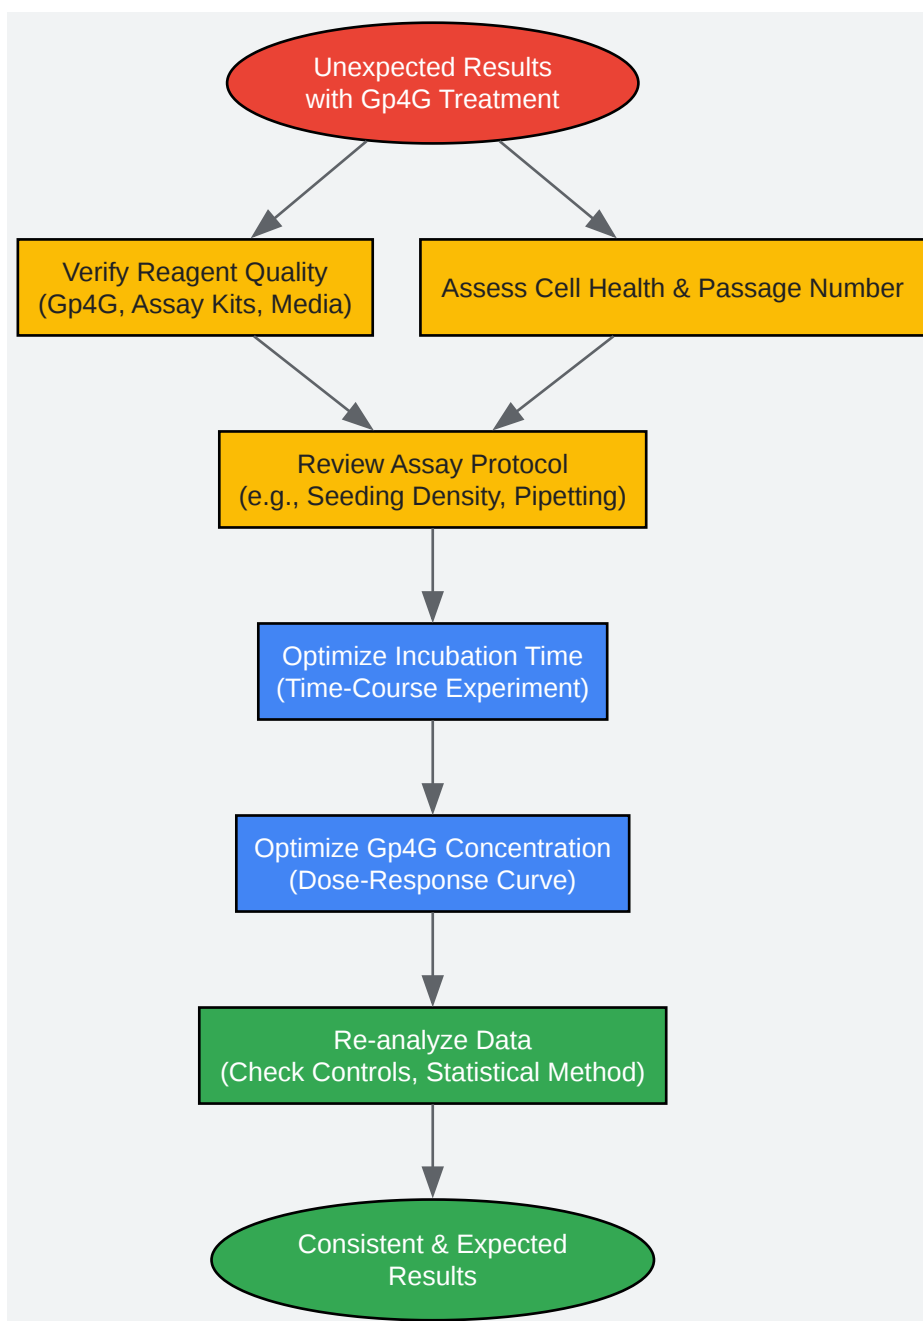 Unexpected Results
with Gp4G Treatment
Verify Reagent Quality
(Gp4G, Assay Kits, Media)
Assess Cell Health & Passage Number
Review Assay Protocol
(e.g., Seeding Density, Pipetting)
Optimize Incubation Time
(Time-Course Experiment)
Optimize Gp4G Concentration
(Dose-Response Curve)
Re-analyze Data
(Check Controls, Statistical Method)
Consistent & Expected
Results